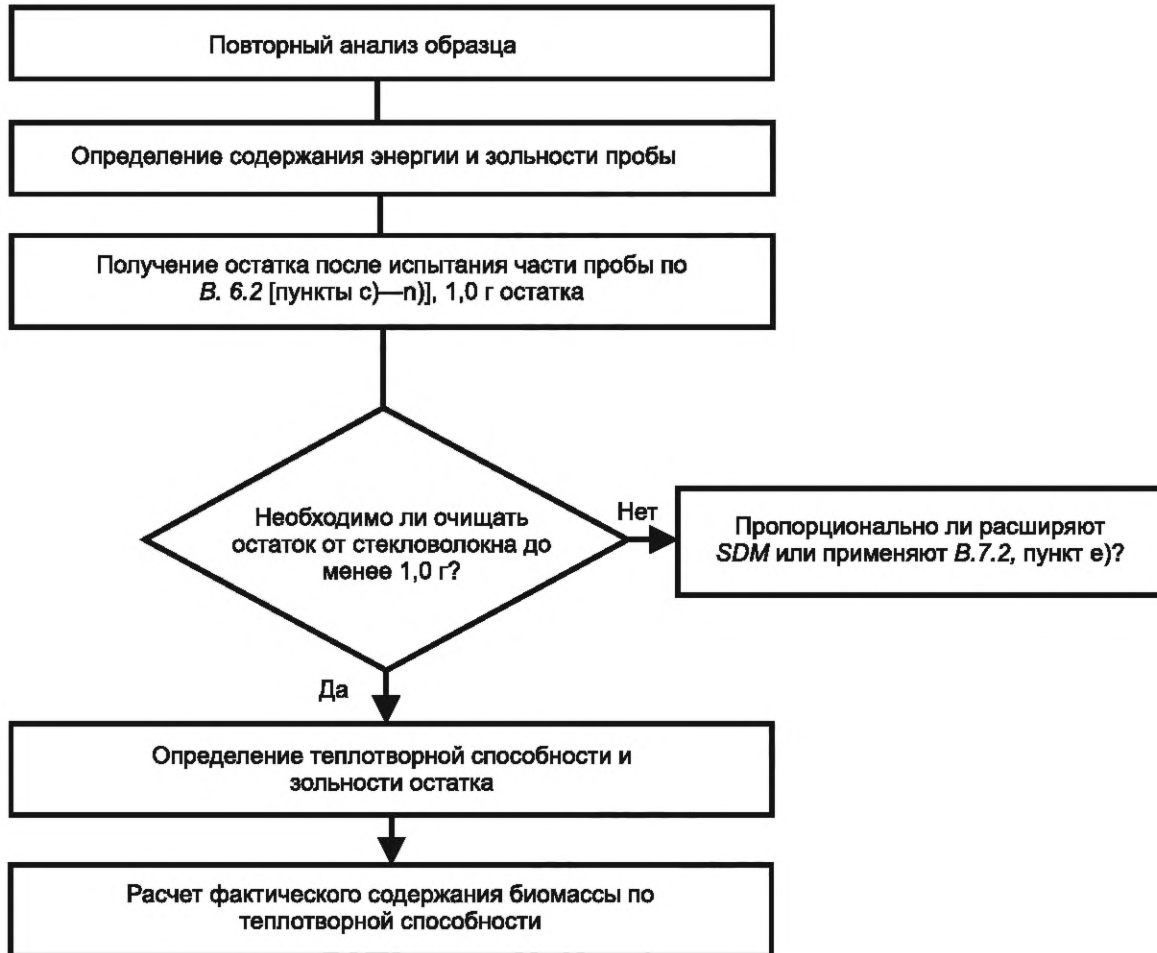 Повторный анализ образца
Определение содержания энергии и зольности пробы
Получение остатка после испытания части пробы по
В. 6.2 [пункты c)—n)], 1,0 г остатка
Необходимо ли очищать
остаток от стекловолокна до
менее 1,0 г?
Нет
Пропорционально ли расширяют
SDM или применяют В.7.2, пункт e)?
Да
Определение теплотворной способности и
зольности остатка
Расчет фактического содержания биомассы по
теплотворной способности